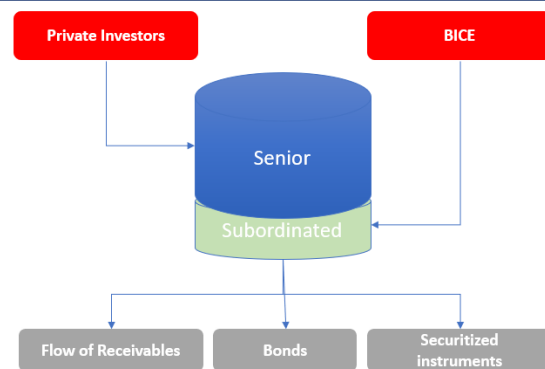 Private Investors
BICE
Senior
Subordinated
Flow of Receivables
Bonds
Securitized
instruments